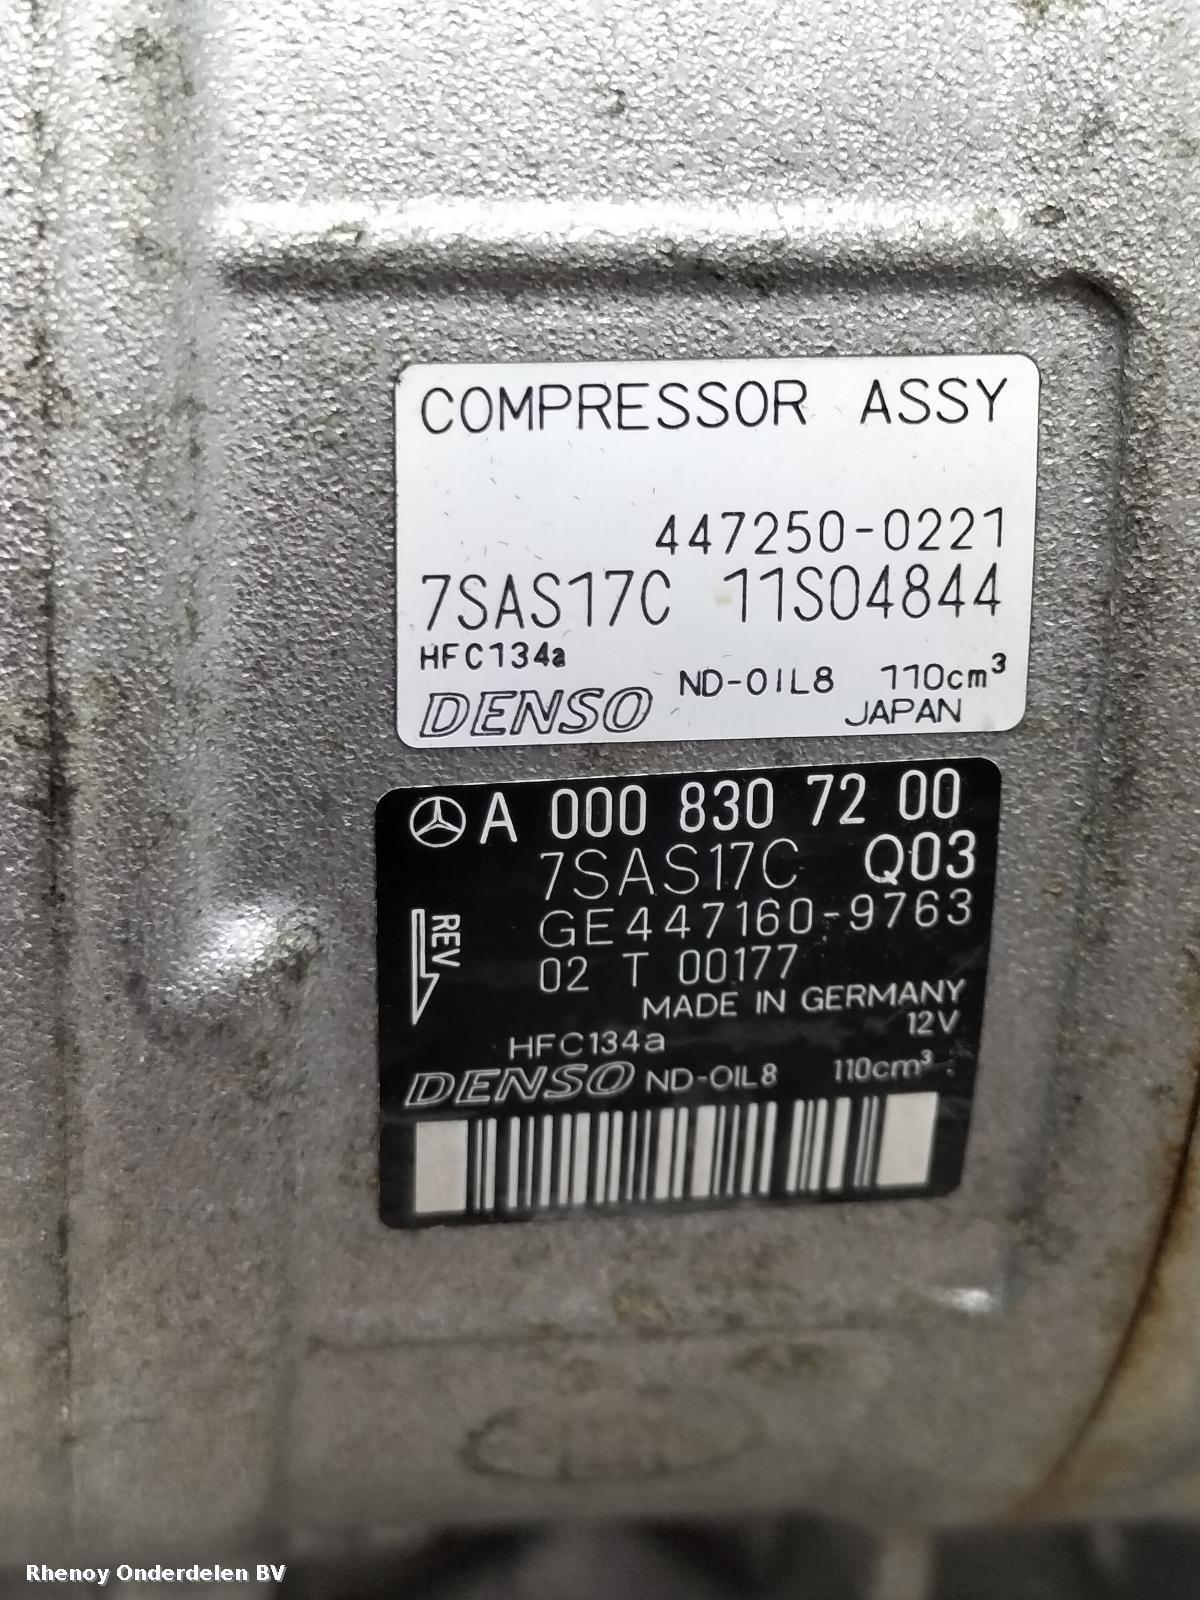 COMPRESSOR ASSY
447250-0221
7SAS17C 11S04844
HFC134a
DENSO ND-OIL8 110cm³
JAPAN
A 000 830 72 00
7SAS17C Q03
REV
GE447160-9763
02 T 00177
MADE IN GERMANY
12V
HFC134a
DENSO ND-OIL8 110cm³
Rhenoy Onderdelen BV